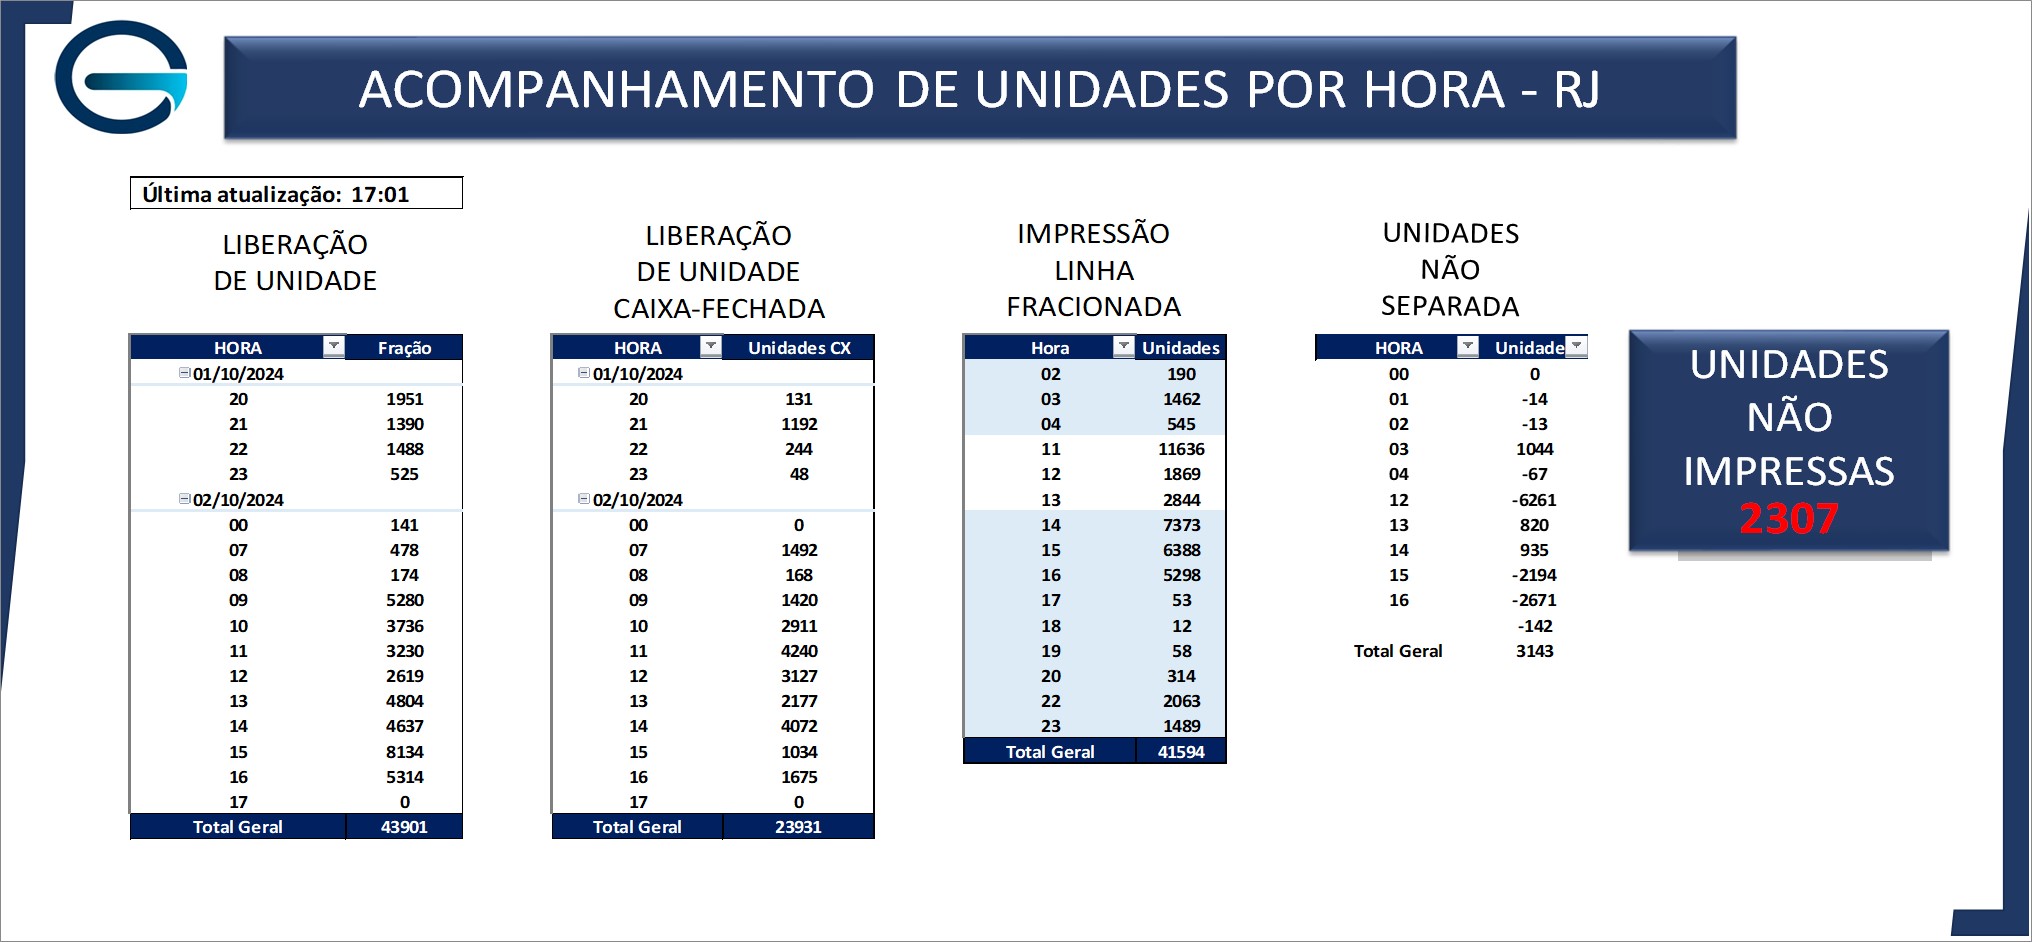 ACOMPANHAMENTO DE UNIDADES POR HORA - RJ
Última atualização: 17:01
LIBERAÇÃO
DE UNIDADE
HORA Fração
01/10/2024
20 1951
21 1390
22 1488
23 525
02/10/2024
00 141
07 478
08 174
09 5280
10 3736
11 3230
12 2619
13 4804
14 4637
15 8134
16 5314
17 0
Total Geral 43901
LIBERAÇÃO
DE UNIDADE
CAIXA-FECHADA
HORA Unidades CX
01/10/2024
20 131
21 1192
22 244
23 48
02/10/2024
00 0
07 1492
08 168
09 1420
10 2911
11 4240
12 3127
13 2177
14 4072
15 1034
16 1675
17 0
Total Geral 23931
IMPRESSÃO
LINHA
FRACIONADA
Hora Unidades
02 190
03 1462
04 545
11 11636
12 1869
13 2844
14 7373
15 6388
16 5298
17 53
18 12
19 58
20 314
22 2063
23 1489
Total Geral 41594
UNIDADES
NÃO
SEPARADA
HORA Unidade
00 0
01 -14
02 -13
03 1044
04 -67
12 -6261
13 820
14 935
15 -2194
16 -2671
-142
Total Geral 3143
UNIDADES
NÃO
IMPRESSAS
2307